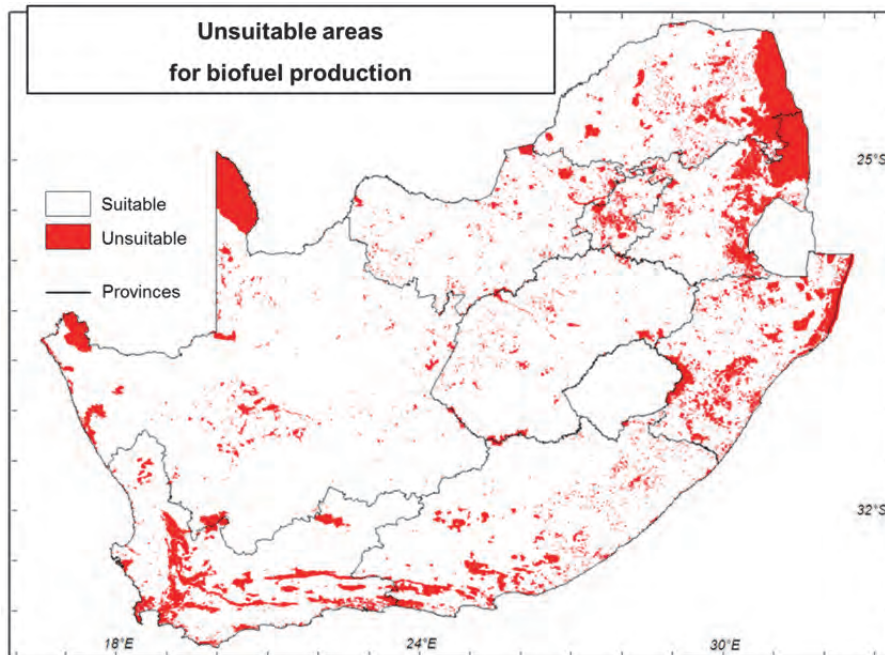 Unsuitable areas
for biofuel production
25°S
Suitable
Unsuitable
Provinces
32°S
18°E
24°E
30°E